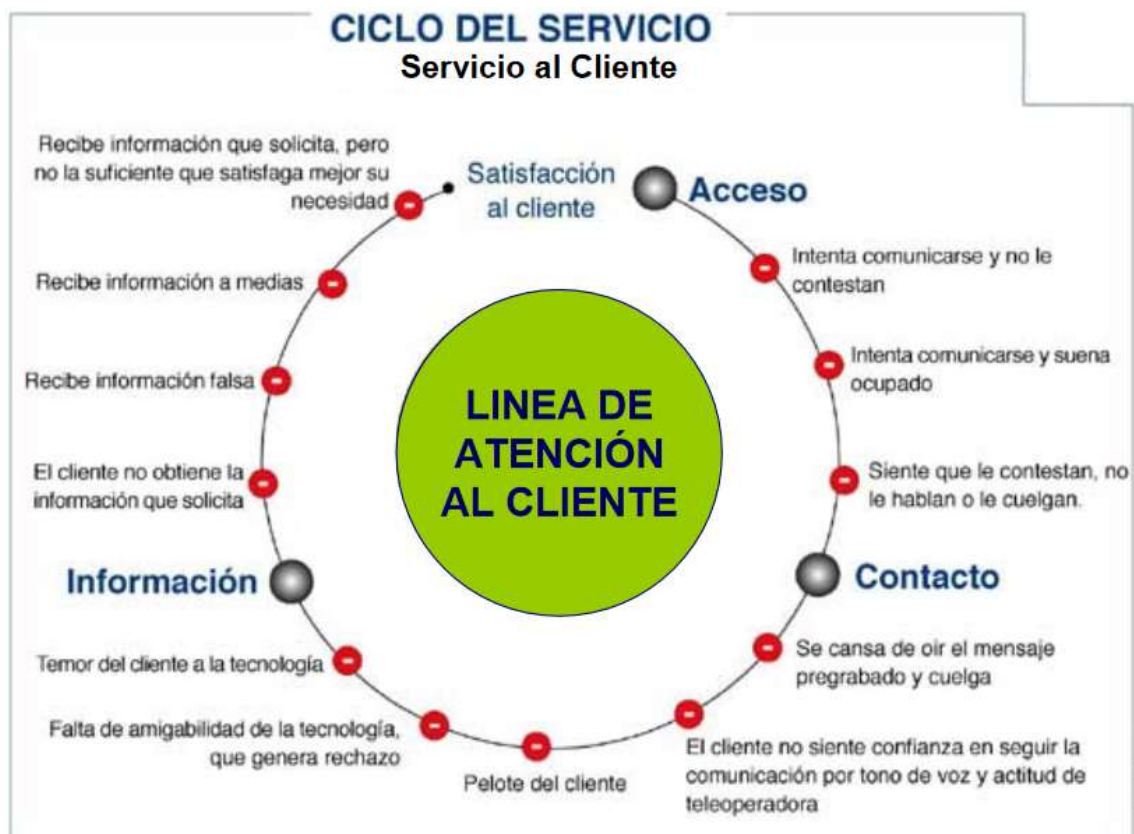 CICLO DEL SERVICIO
Servicio al Cliente
Satisfacción
al cliente
Acceso
Intenta comunicarse y no le
contestan
Intenta comunicarse y suena
ocupado
Siente que le contestan, no
le hablan o le cuelgan.
Contacto
Se cansa de oir el mensaje
pregrabado y cuelga
El cliente no siente confianza en seguir la
comunicación por tono de voz y actitud de
teleoperadora
Pelote del cliente
Falta de amigabilidad de la tecnología,
que genera rechazo
Temor del cliente a la tecnología
Información
El cliente no obtiene la
información que solicita
Recibe información falsa
Recibe información a medias
Recibe información que solicita, pero
no la suficiente que satisfaga mejor su
necesidad
LINEA DE
ATENCIÓN
AL CLIENTE